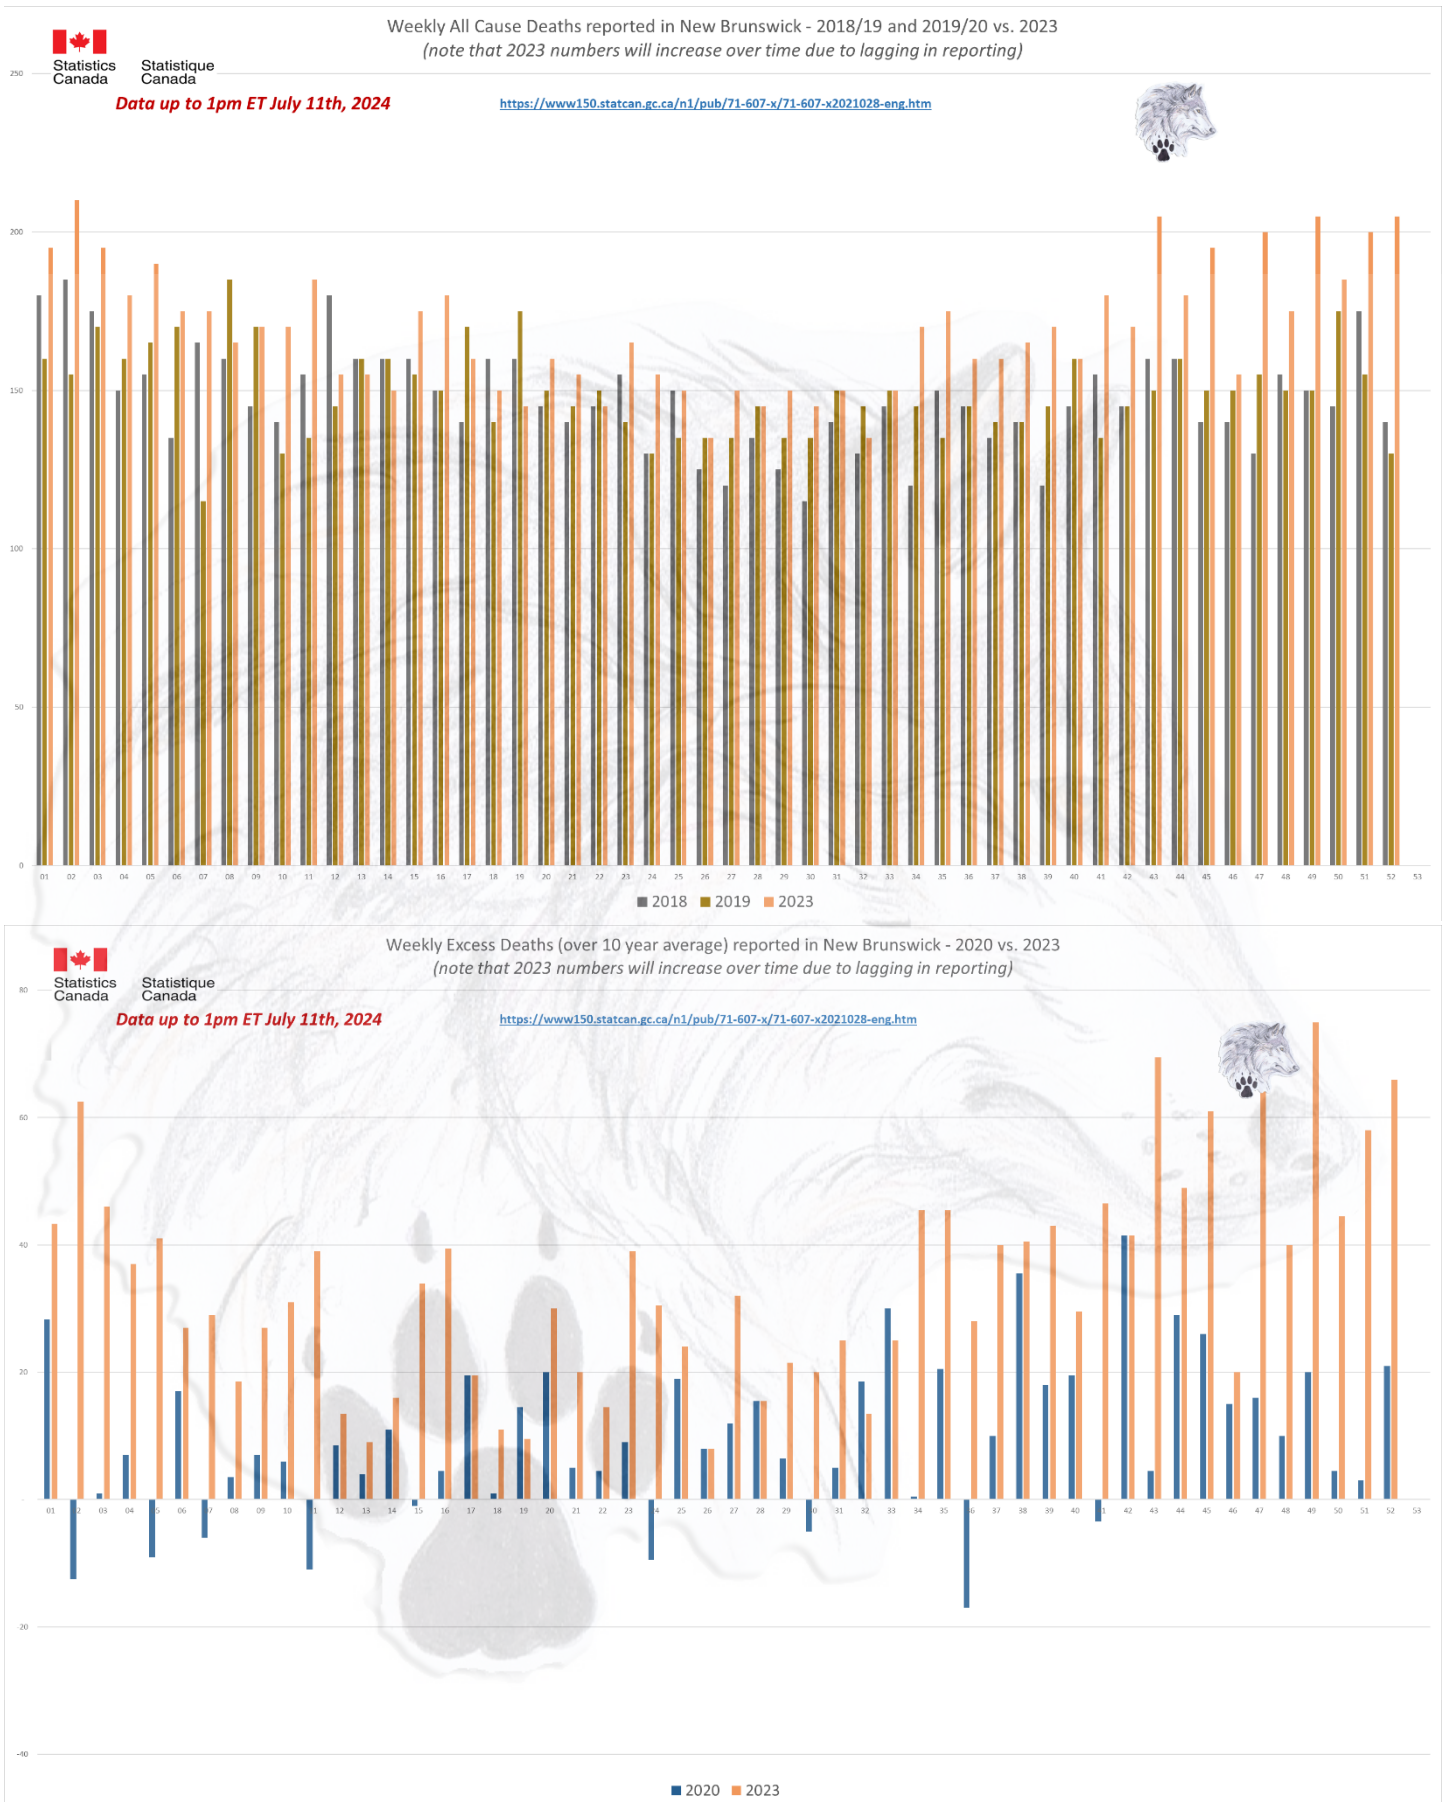 Weekly All Cause Deaths reported in New Brunswick - 2018/19 and 2019/20 vs. 2023
(note that 2023 numbers will increase over time due to lagging in reporting)
Statistics Statistique
Canada Canada
Data up to 1pm ET July 11th, 2024
https://www150.statcan.gc.ca/n1/pub/71-607-x/71-607-x2021028-eng.htm
250
200
150
100
50
0
01 02 03 04 05 06 07 08 09 10 11 12 13 14 15 16 17 18 19 20 21 22 23 24 25 26 27 28 29 30 31 32 33 34 35 36 37 38 39 40 41 42 43 44 45 46 47 48 49 50 51 52 53
2018 2019 2023
Weekly Excess Deaths (over 10 year average) reported in New Brunswick - 2020 vs. 2023
(note that 2023 numbers will increase over time due to lagging in reporting)
Statistics Statistique
Canada Canada
Data up to 1pm ET July 11th, 2024
https://www150.statcan.gc.ca/n1/pub/71-607-x/71-607-x2021028-eng.htm
80
60
40
20
-
01 03 04 06 08 09 10 12 13 14 15 16 17 18 19 20 21 22 23 25 26 27 28 29 31 32 33 34 35 36 37 38 39 40 42 43 44 45 46 47 48 49 50 51 52 53
-20
-40
2020 2023